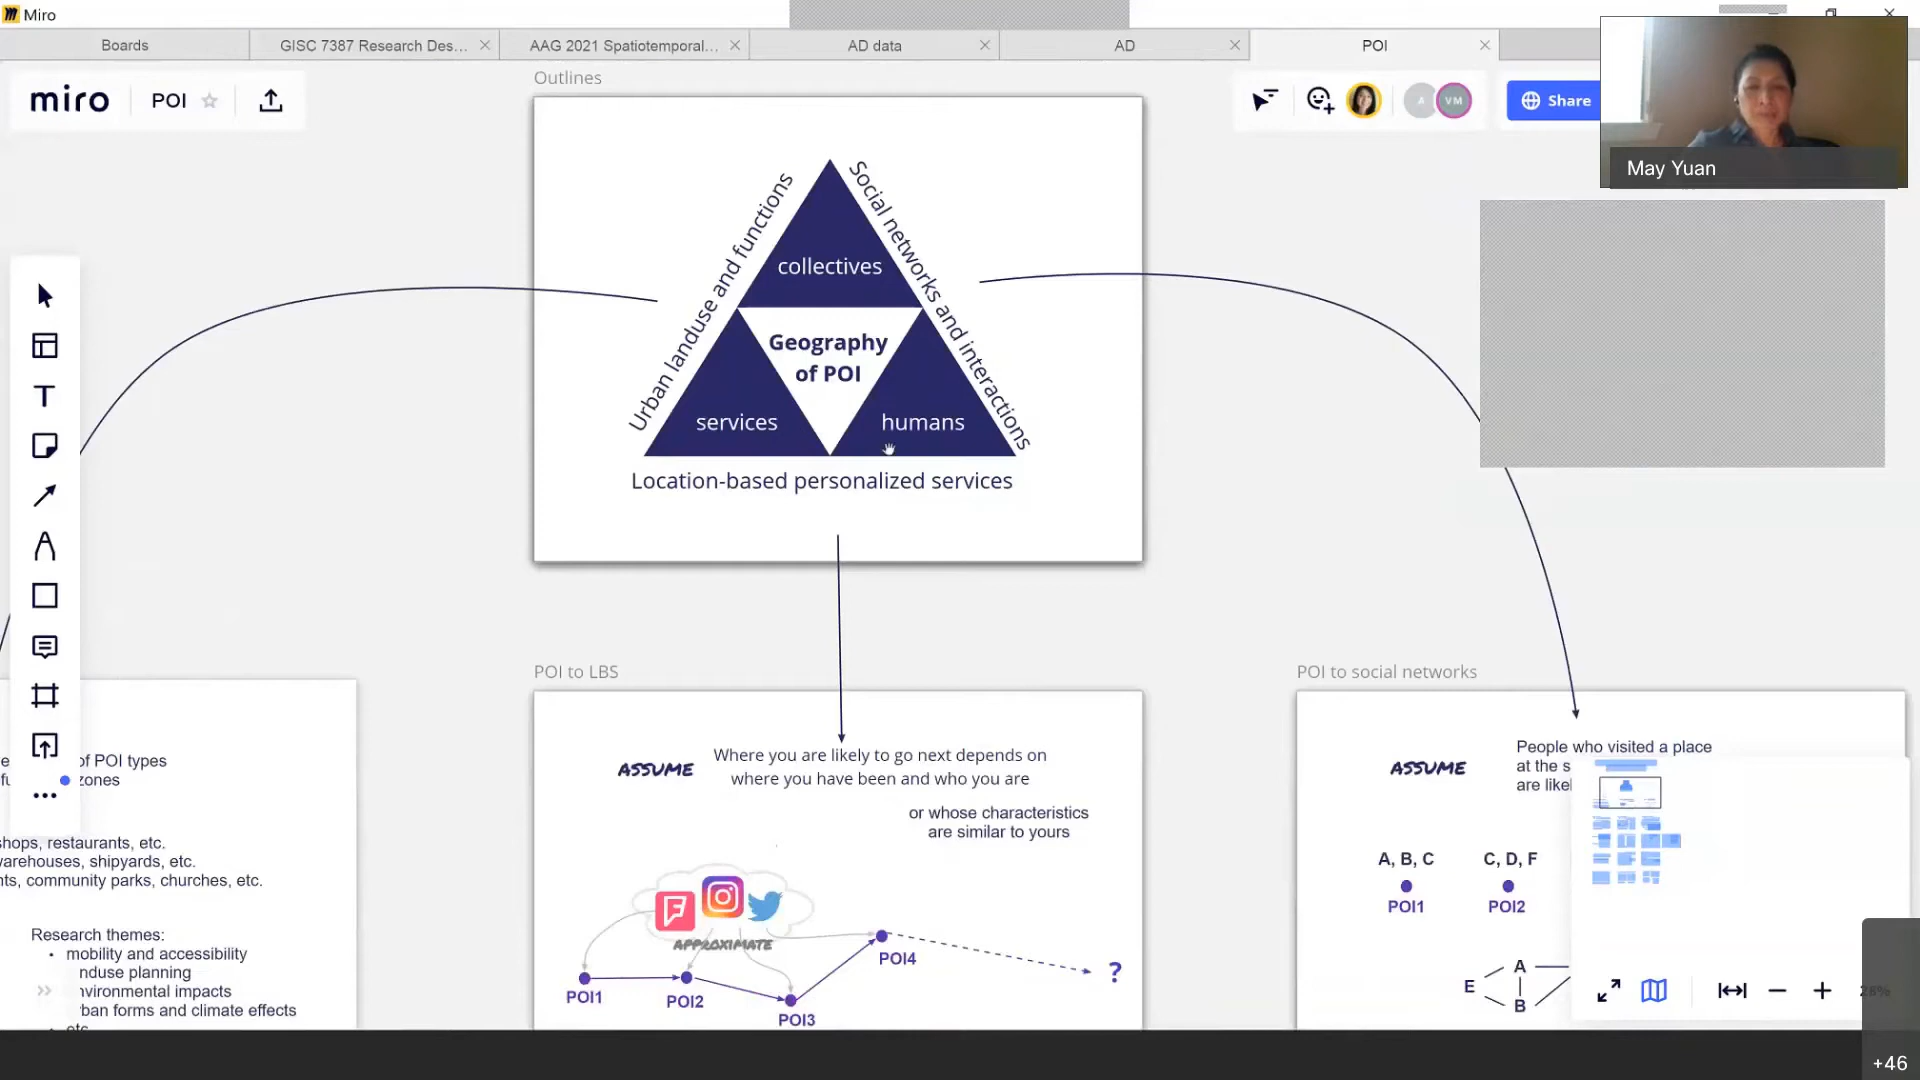 Miro
Boards
GISC 7387 Research Des...
AAG 2021 Spatiotemporal...
AD data
AD
POI
miro
POI
Share
VM
A
May Yuan
Outlines
Urban landuse and functions
Social networks and interactions
collectives
Geography
of POI
services
humans
Location-based personalized services
of POI types
zones
shops, restaurants, etc.
warehouses, shipyards, etc.
community parks, churches, etc.
Research themes:
• mobility and accessibility
nduse planning
nvironmental impacts
rban forms and climate effects
etc
POI to LBS
ASSUME
Where you are likely to go next depends on
where you have been and who you are
or whose characteristics
are similar to yours
APPROXIMATE
POI1
POI2
POI3
POI4
?
POI to social networks
ASSUME
People who visited a place
at the s
are likel
A, B, C
C, D, F
POI1
POI2
E
A
B
28%
+46